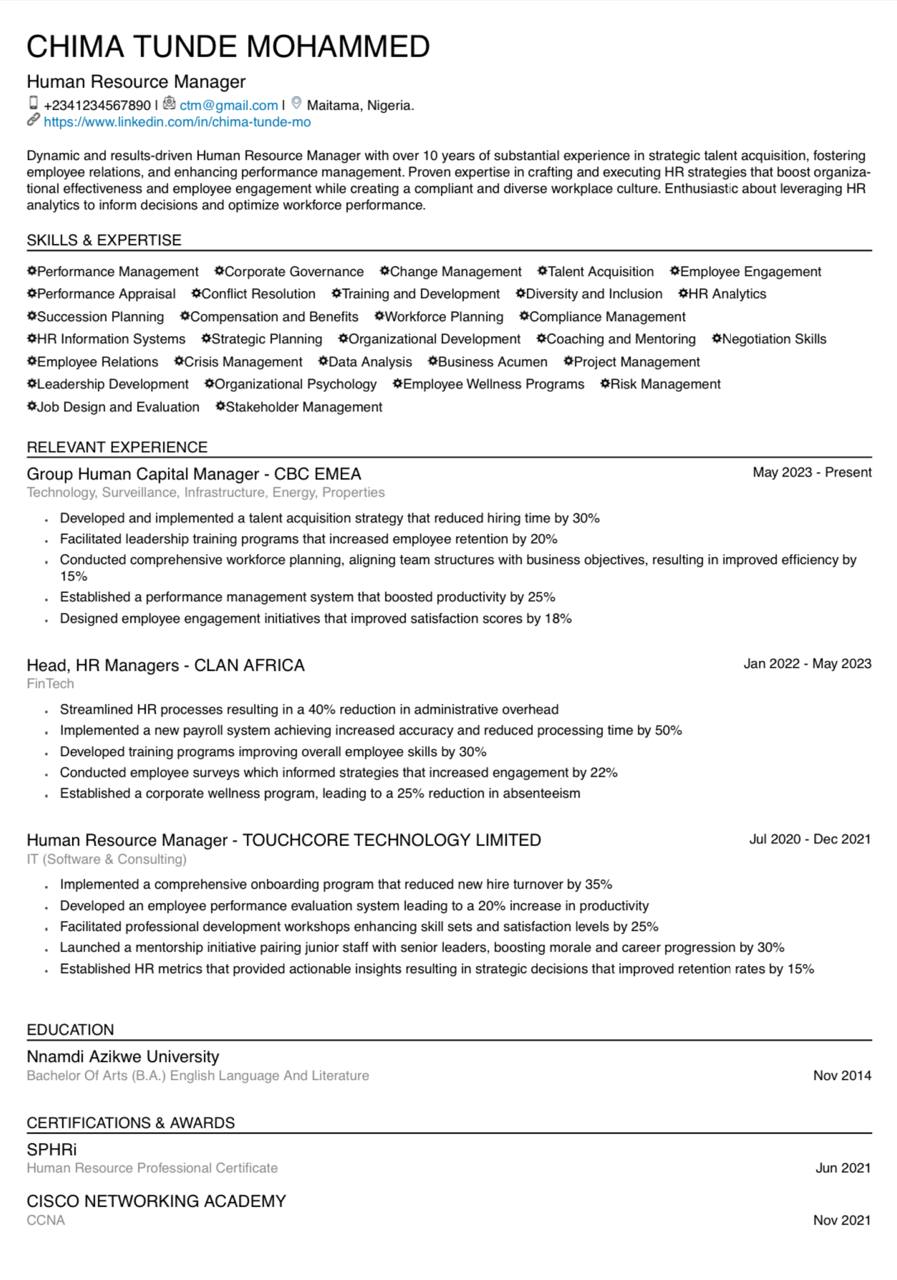 CHIMA TUNDE MOHAMMED
Human Resource Manager
+2341234567890 | ctm@gmail.com | Maitama, Nigeria.
https://www.linkedin.com/in/chima-tunde-mo
Dynamic and results-driven Human Resource Manager with over 10 years of substantial experience in strategic talent acquisition, fostering
employee relations, and enhancing performance management. Proven expertise in crafting and executing HR strategies that boost organiza-
tional effectiveness and employee engagement while creating a compliant and diverse workplace culture. Enthusiastic about leveraging HR
analytics to inform decisions and optimize workforce performance.
SKILLS & EXPERTISE
Performance Management Corporate Governance Change Management Talent Acquisition Employee Engagement
Performance Appraisal Conflict Resolution Training and Development Diversity and Inclusion HR Analytics
Succession Planning Compensation and Benefits Workforce Planning Compliance Management
HR Information Systems Strategic Planning Organizational Development Coaching and Mentoring Negotiation Skills
Employee Relations Crisis Management Data Analysis Business Acumen Project Management
Leadership Development Organizational Psychology Employee Wellness Programs Risk Management
Job Design and Evaluation Stakeholder Management
RELEVANT EXPERIENCE
Group Human Capital Manager - CBC EMEA May 2023 - Present
Technology, Surveillance, Infrastructure, Energy, Properties
• Developed and implemented a talent acquisition strategy that reduced hiring time by 30%
• Facilitated leadership training programs that increased employee retention by 20%
• Conducted comprehensive workforce planning, aligning team structures with business objectives, resulting in improved efficiency by
15%
• Established a performance management system that boosted productivity by 25%
• Designed employee engagement initiatives that improved satisfaction scores by 18%
Head, HR Managers - CLAN AFRICA Jan 2022 - May 2023
FinTech
• Streamlined HR processes resulting in a 40% reduction in administrative overhead
• Implemented a new payroll system achieving increased accuracy and reduced processing time by 50%
• Developed training programs improving overall employee skills by 30%
• Conducted employee surveys which informed strategies that increased engagement by 22%
• Established a corporate wellness program, leading to a 25% reduction in absenteeism
Human Resource Manager - TOUCHCORE TECHNOLOGY LIMITED Jul 2020 - Dec 2021
IT (Software & Consulting)
• Implemented a comprehensive onboarding program that reduced new hire turnover by 35%
• Developed an employee performance evaluation system leading to a 20% increase in productivity
• Facilitated professional development workshops enhancing skill sets and satisfaction levels by 25%
• Launched a mentorship initiative pairing junior staff with senior leaders, boosting morale and career progression by 30%
• Established HR metrics that provided actionable insights resulting in strategic decisions that improved retention rates by 15%
EDUCATION
Nnamdi Azikwe University
Bachelor Of Arts (B.A.) English Language And Literature Nov 2014
CERTIFICATIONS & AWARDS
SPHRi
Human Resource Professional Certificate Jun 2021
CISCO NETWORKING ACADEMY
CCNA Nov 2021